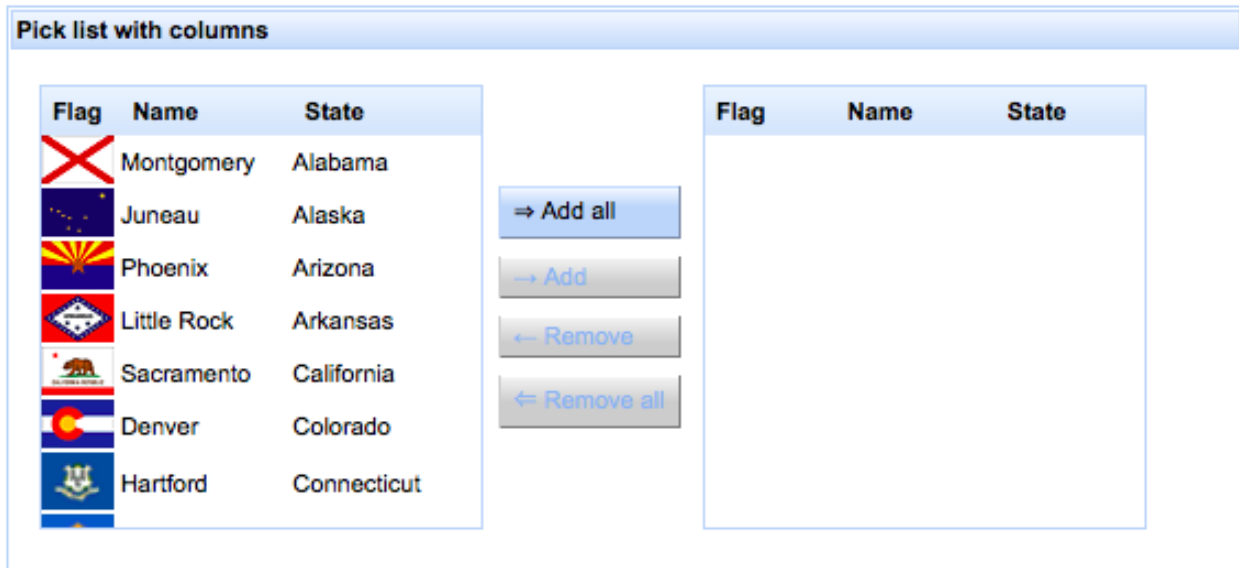 Pick list with columns
Flag Name State
Montgomery Alabama
Juneau Alaska
Phoenix Arizona
Little Rock Arkansas
Sacramento California
Denver Colorado
Hartford Connecticut
⇒ Add all
→ Add
← Remove
⇐ Remove all
Flag Name State